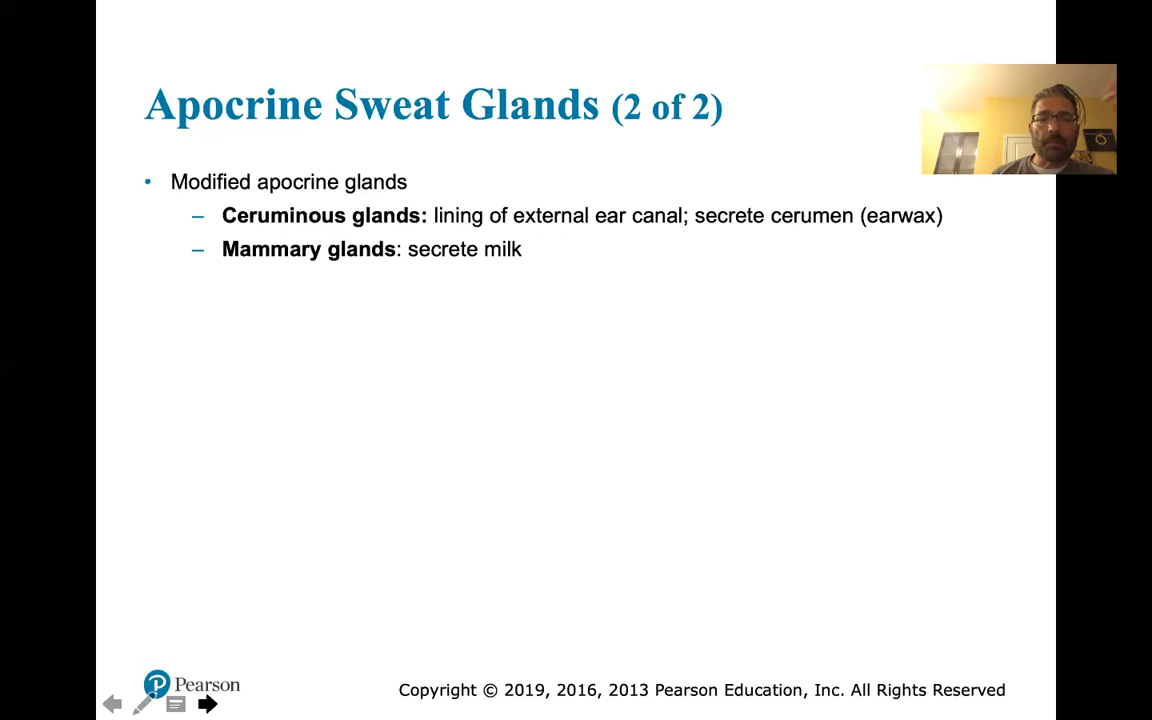 Apocrine Sweat Glands (2 of 2)
• Modified apocrine glands
– Ceruminous glands: lining of external ear canal; secrete cerumen (earwax)
– Mammary glands: secrete milk
P Pearson
Copyright © 2019, 2016, 2013 Pearson Education, Inc. All Rights Reserved